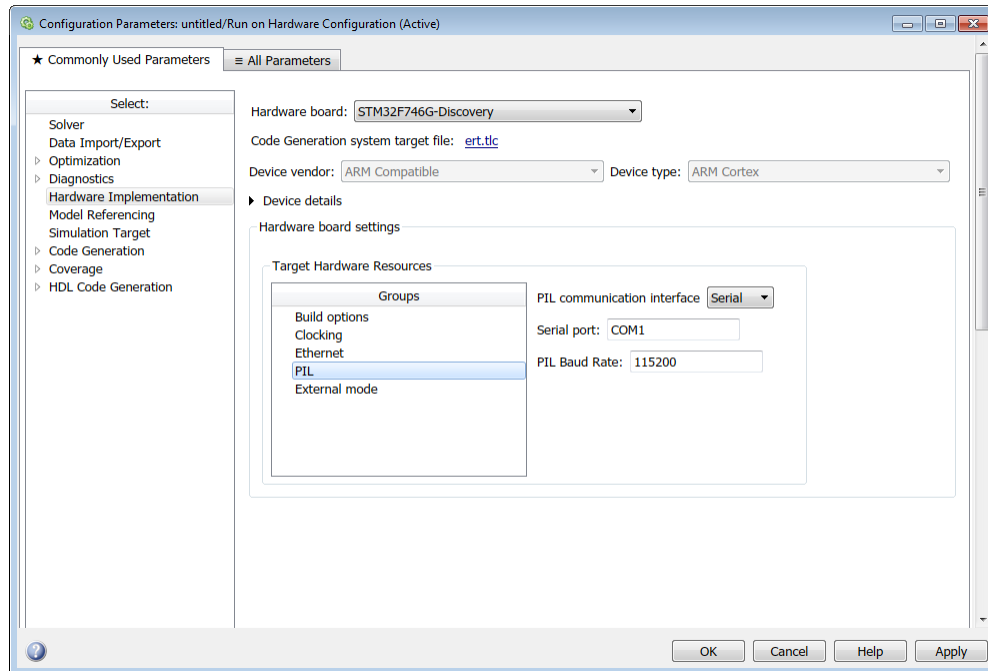 Configuration Parameters: untitled/Run on Hardware Configuration (Active)
★ Commonly Used Parameters
≡ All Parameters
Select:
Solver
Data Import/Export
Optimization
Diagnostics
Hardware Implementation
Model Referencing
Simulation Target
Code Generation
Coverage
HDL Code Generation
Hardware board: STM32F746G-Discovery
Code Generation system target file: ert.tlc
Device vendor: ARM Compatible Device type: ARM Cortex
Device details
Hardware board settings
Target Hardware Resources
Groups
Build options
Clocking
Ethernet
PIL
External mode
PIL communication interface Serial
Serial port: COM1
PIL Baud Rate: 115200
OK Cancel Help Apply